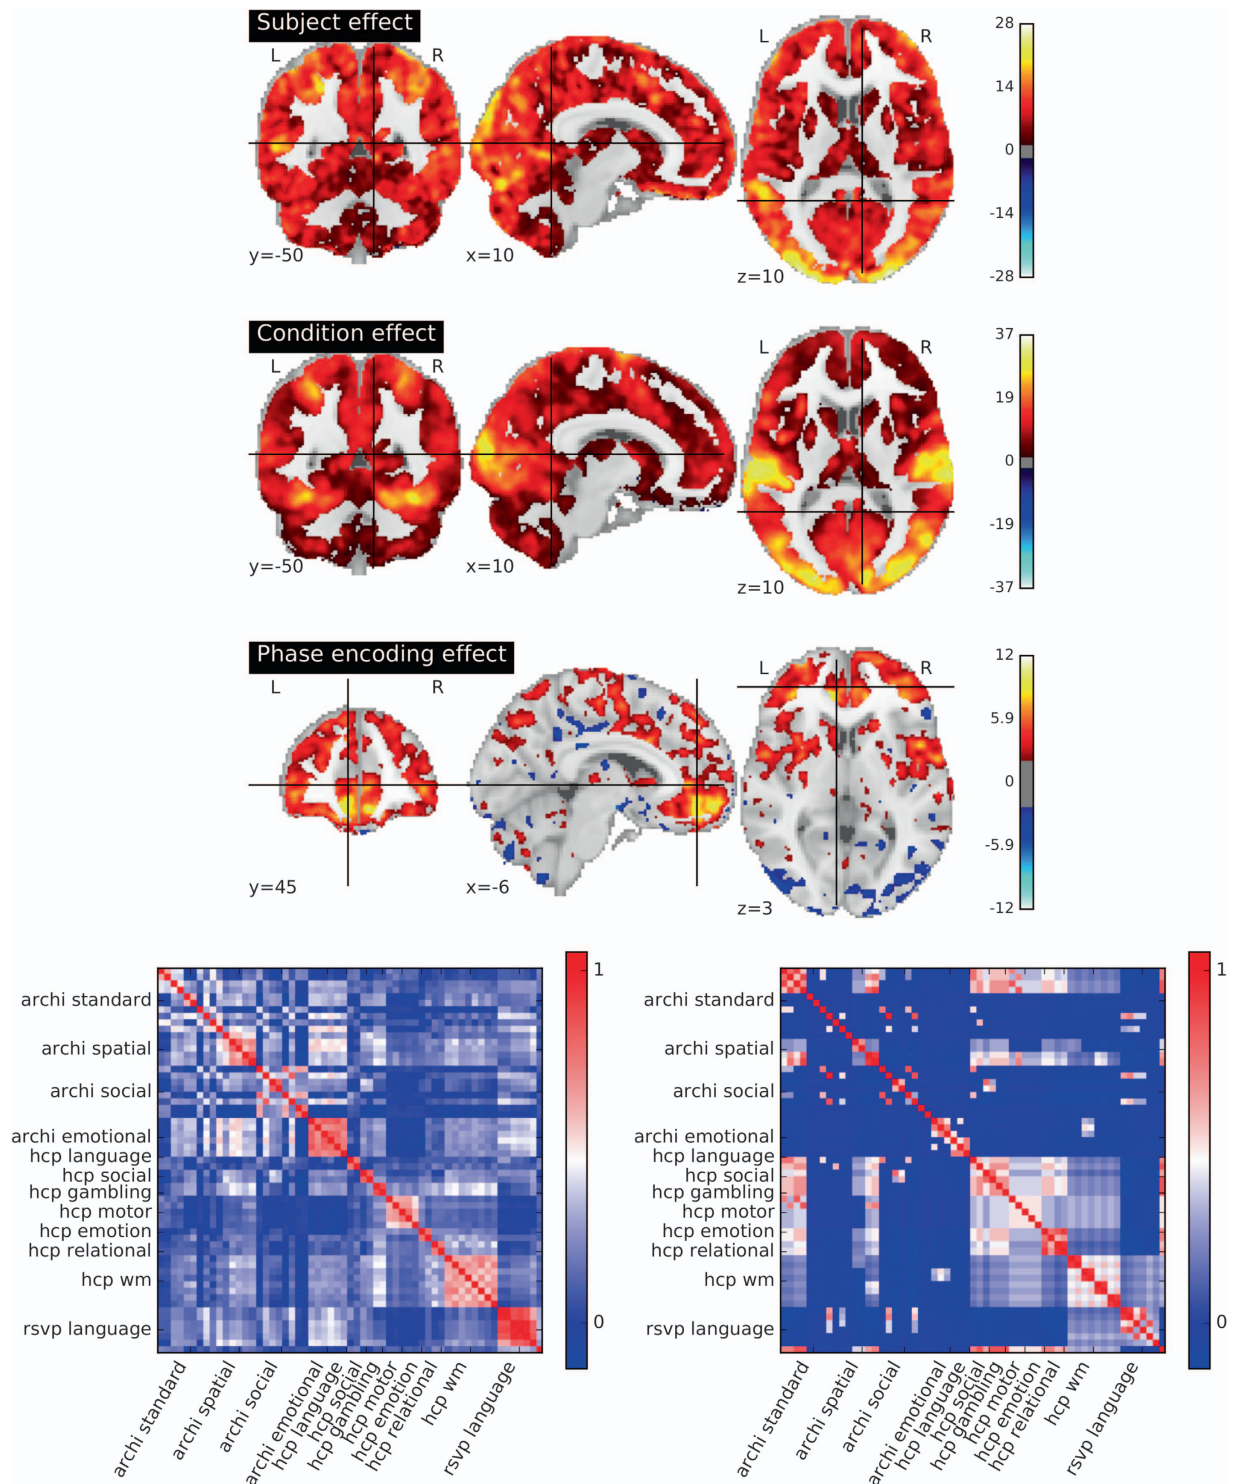 Subject effect
L R L R
y=-50 x=10 z=10
28
14
0
-14
-28
Condition effect
L R L R
y=-50 x=10 z=10
37
19
0
-19
-37
Phase encoding effect
L R L R
y=45 x=-6 z=3
12
5.9
0
-5.9
-12
archi standard
archi spatial
archi social
archi emotional
hcp language
hcp social
hcp gambling
hcp motor
hcp emotion
hcp relational
hcp wm
rsvp language
1
0
archi standard
archi spatial
archi social
archi emotional
hcp language
hcp social
hcp gambling
hcp motor
hcp emotion
hcp relational
hcp wm
rsvp language
archi standard
archi spatial
archi social
archi emotional
hcp language
hcp social
hcp gambling
hcp motor
hcp emotion
hcp relational
hcp wm
rsvp language
1
0
archi standard
archi spatial
archi social
archi emotional
hcp language
hcp social
hcp gambling
hcp motor
hcp emotion
hcp relational
hcp wm
rsvp language